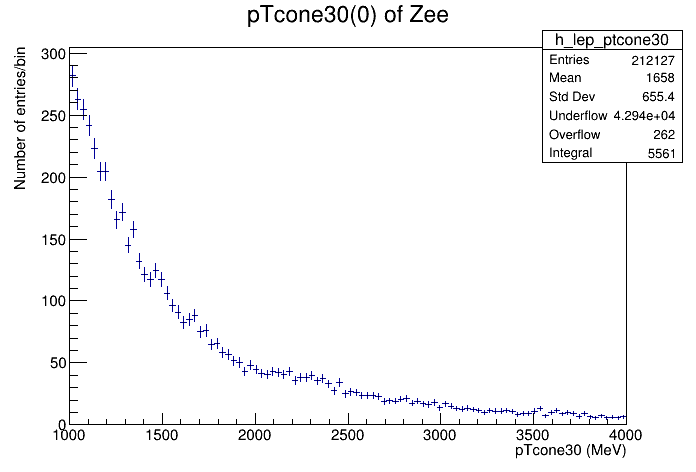 pTcone30(0) of Zee
h_lep_ptcone30
Entries 212127
Mean 1658
Std Dev 655.4
Underflow 4.294e+04
Overflow 262
Integral 5561
Number of entries/bin
300
250
200
150
100
50
0
1000 1500 2000 2500 3000 3500 4000
pTcone30 (MeV)